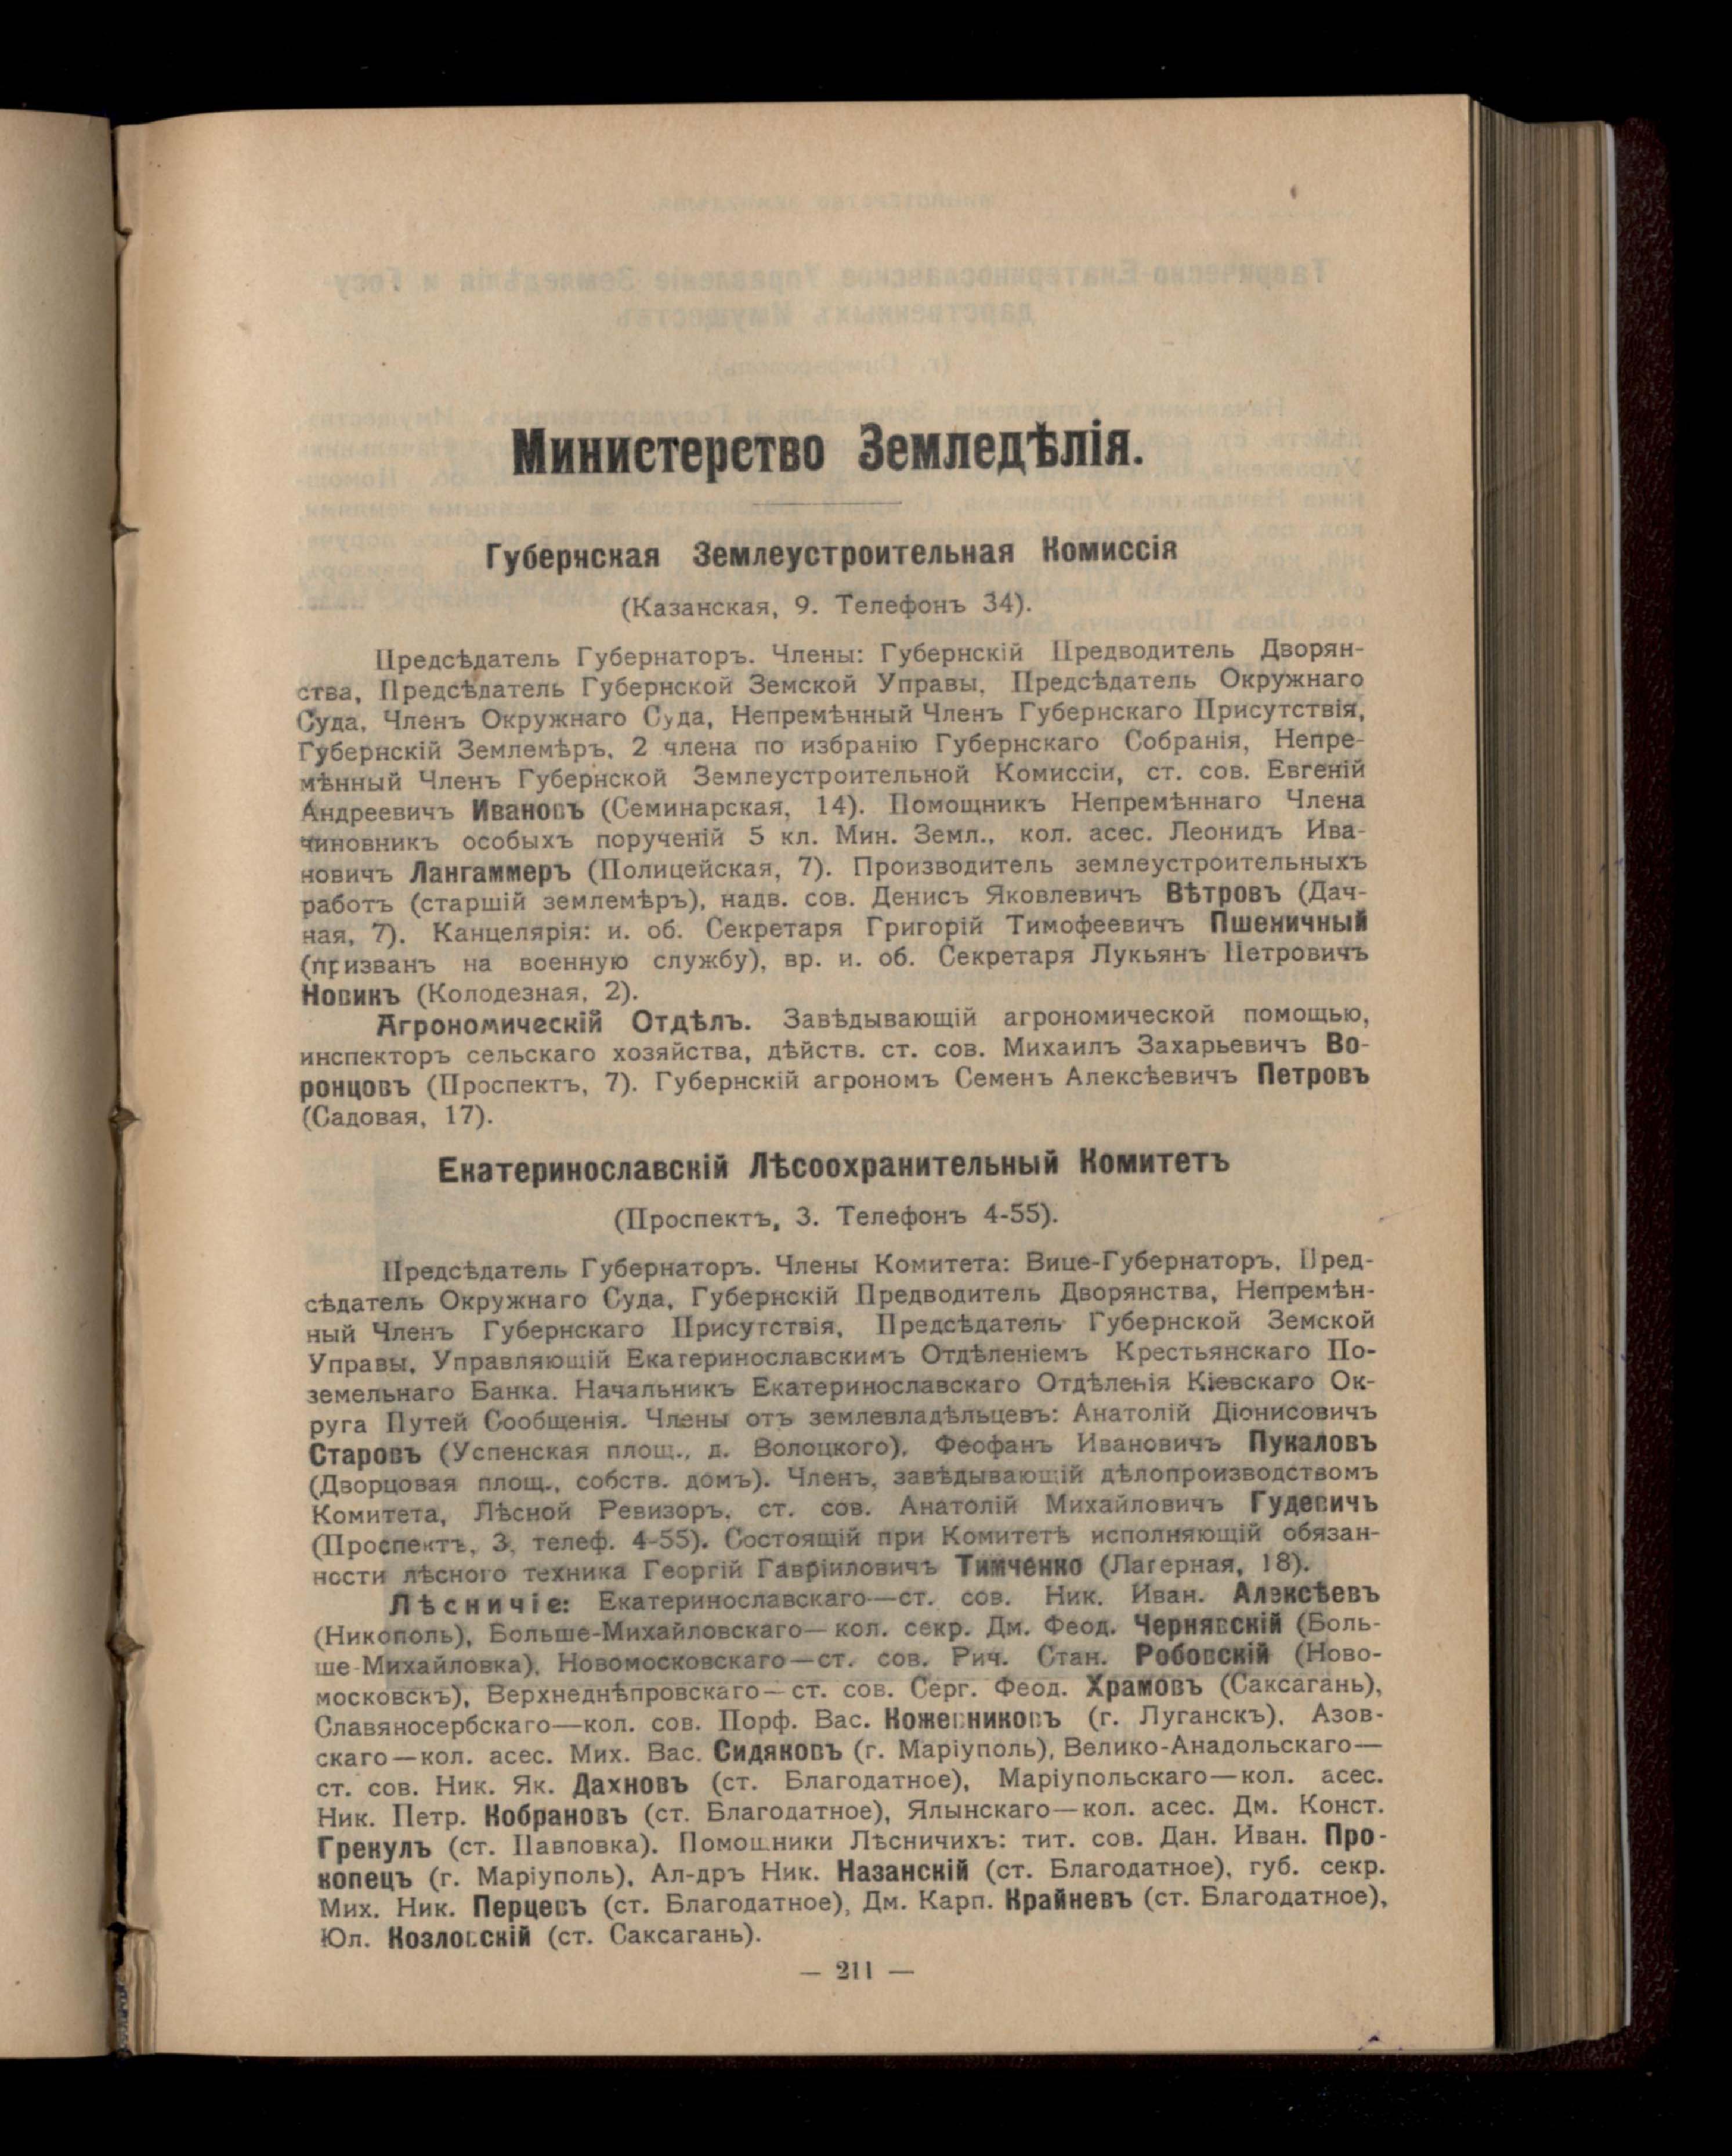 Министерство Земледѣлія.
Губернская Землеустроительная Комиссія
(Казанская, 9. Телефонъ 34).
Предсѣдатель Губернаторъ. Члены: Губернскій Предводитель Дворян-
ства, Предсѣдатель Губернской Земской Управы, Предсѣдатель Окружнаго
Суда, Членъ Окружнаго Суда, Непремѣнный Членъ Губернскаго Присутствія,
Губернскій Землемѣръ, 2 члена по избранію Губернскаго Собранія, Непре-
мѣнный Членъ Губернской Землеустроительной Комиссіи, ст. сов. Евгеній
Андреевичъ Ивановъ (Семинарская, 14). Помощникъ Непремѣннаго Члена
чиновникъ особыхъ порученій 5 кл. Мин. Земл., кол. асес. Леонидъ Ива-
новичъ Лангаммеръ (Полицейская, 7). Производитель землеустроительныхъ
работъ (старшій землемѣръ), надв. сов. Денисъ Яковлевичъ Вѣтровъ (Дач-
ная, 7). Канцелярія: и. об. Секретаря Григорій Тимофеевичъ Пшеничный
(призванъ на военную службу), вр. и. об. Секретаря Лукьянъ Петровичъ
Новикъ (Колодезная, 2).
Агрономическій Отдѣлъ. Завѣдывающій агрономической помощью,
инспекторъ сельскаго хозяйства, дѣйств. ст. сов. Михаилъ Захарьевичъ Во-
ронцовъ (Проспектъ, 7). Губернскій агрономъ Семенъ Алексѣевичъ Петровъ
(Садовая, 17).
Екатеринославскій Лѣсоохранительный Комитетъ
(Проспектъ, 3. Телефонъ 4-55).
Предсѣдатель Губернаторъ. Члены Комитета: Вице-Губернаторъ, Пред-
сѣдатель Окружнаго Суда, Губернскій Предводитель Дворянства, Непремѣн-
ный Членъ Губернскаго Присутствія, Предсѣдатель Губернской Земской
Управы, Управляющій Екатеринославскимъ Отдѣленіемъ Крестьянскаго По-
земельнаго Банка. Начальникъ Екатеринославскаго Отдѣленія Кіевскаго Ок-
руга Путей Сообщенія. Члены отъ землевладѣльцевъ: Анатолій Діонисовичъ
Старовъ (Успенская площ., д. Волоцкого), Феофанъ Ивановичъ Пукаловъ
(Дворцовая площ., собств. домъ). Членъ, завѣдывающій дѣлопроизводствомъ
Комитета, Лѣсной Ревизоръ, ст. сов. Анатолій Михайловичъ Гудевичъ
(Проспектъ, 3, телеф. 4-55). Состоящій при Комитетѣ исполняющій обязан-
ности лѣсного техника Георгій Гавріиловичъ Тимченко (Лагерная, 18).
Лѣсничіе: Екатеринославскаго—ст. сов. Ник. Иван. Алексѣевъ
(Никополь), Больше-Михайловскаго—кол. секр. Дм. Феод. Чернявскій (Боль-
ше-Михайловка), Новомосковскаго—ст. сов. Рич. Стан. Робовскій (Ново-
московскъ), Верхнеднѣпровскаго—ст. сов. Серг. Феод. Храмовъ (Саксагань),
Славяносербскаго—кол. сов. Порф. Вас. Кожевниковъ (г. Луганскъ), Азов-
скаго—кол. асес. Мих. Вас. Сидяковъ (г. Маріуполь), Велико-Анадольскаго—
ст. сов. Ник. Як. Дахновъ (ст. Благодатное), Маріупольскаго—кол. асес.
Ник. Петр. Кобрановъ (ст. Благодатное), Ялынскаго—кол. асес. Дм. Конст.
Грекулъ (ст. Павловка). Помощники Лѣсничихъ: тит. сов. Дан. Иван. Про-
копецъ (г. Маріуполь), Ал-дръ Ник. Казанскій (ст. Благодатное), губ. секр.
Мих. Ник. Перцевъ (ст. Благодатное), Дм. Карп. Крайневъ (ст. Благодатное),
Юл. Козловскій (ст. Саксагань).
— 211 —